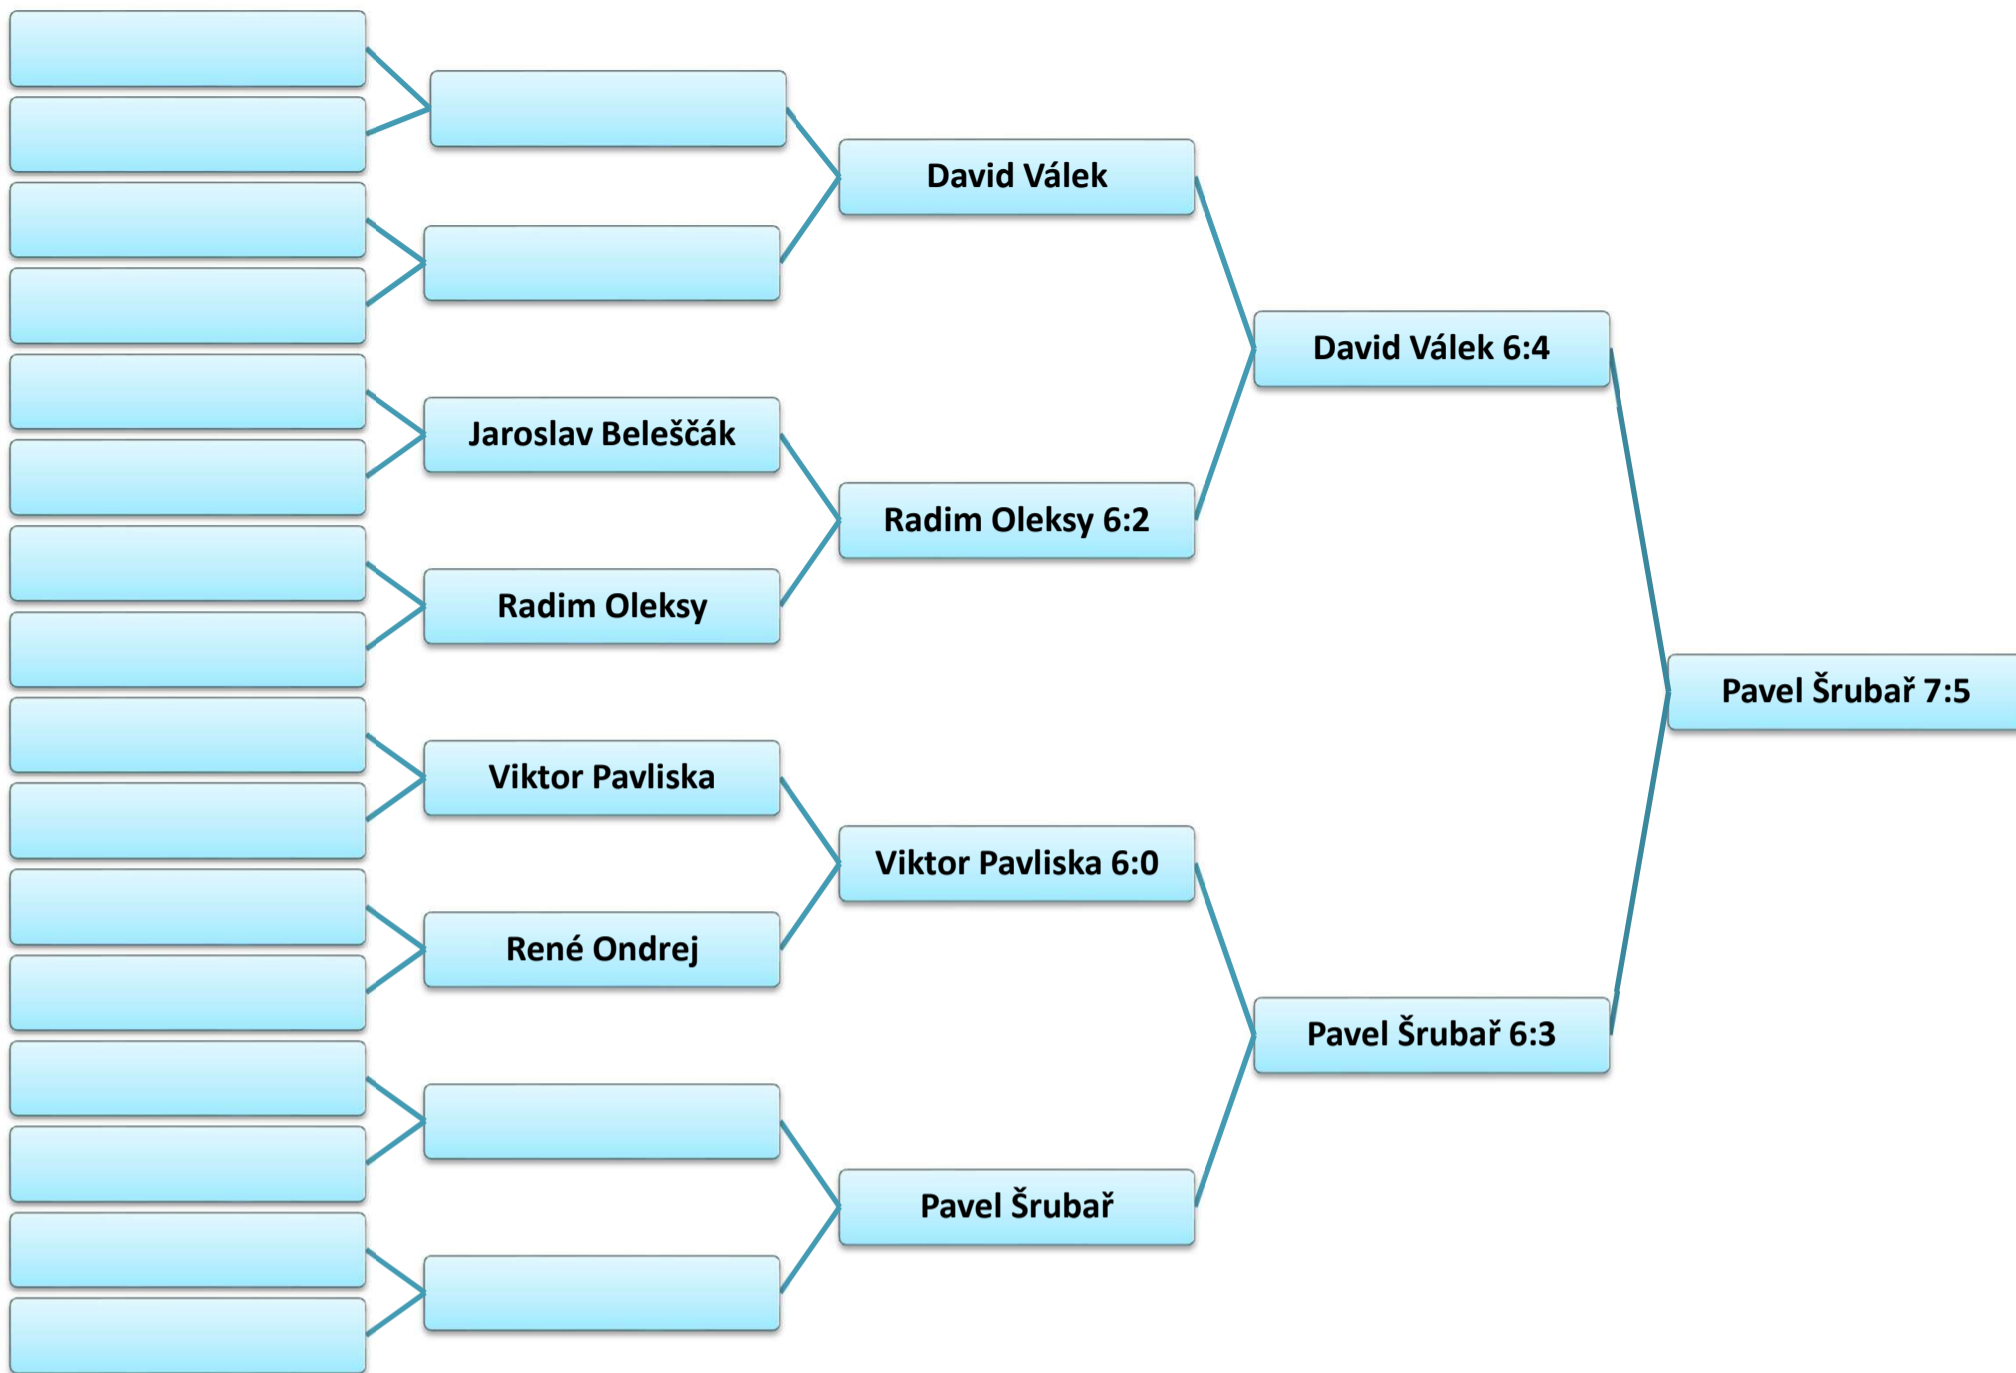 David Válek
David Válek 6:4
Jaroslav Beleščák
Radim Oleksy 6:2
Radim Oleksy
Pavel Šrubař 7:5
Viktor Pavliska
Viktor Pavliska 6:0
René Ondrej
Pavel Šrubař 6:3
Pavel Šrubař